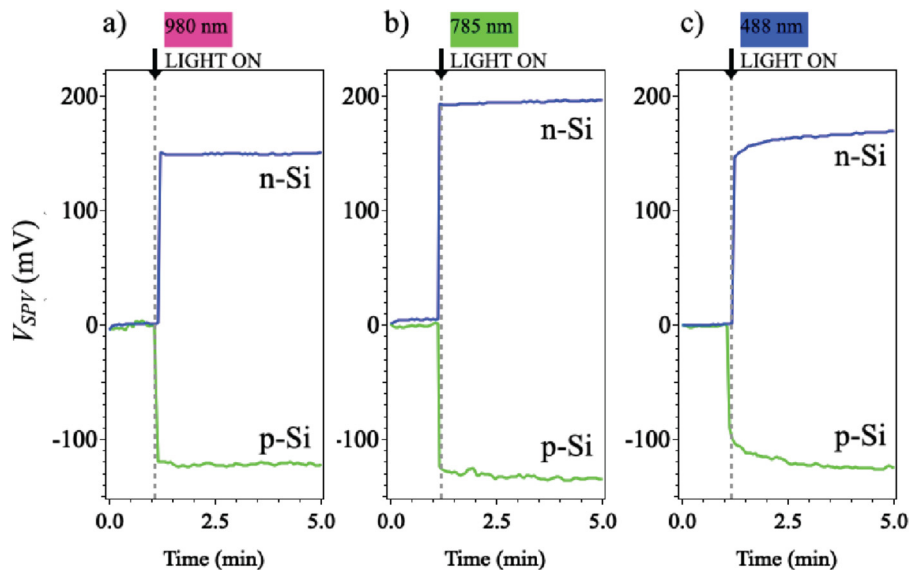 a) 980 nm b) 785 nm c) 488 nm
LIGHT ON LIGHT ON LIGHT ON
200
100
0
-100
V_SPV (mV)
n-Si n-Si n-Si
p-Si p-Si p-Si
0.0 2.5 5.0 0.0 2.5 5.0 0.0 2.5 5.0
Time (min) Time (min) Time (min)